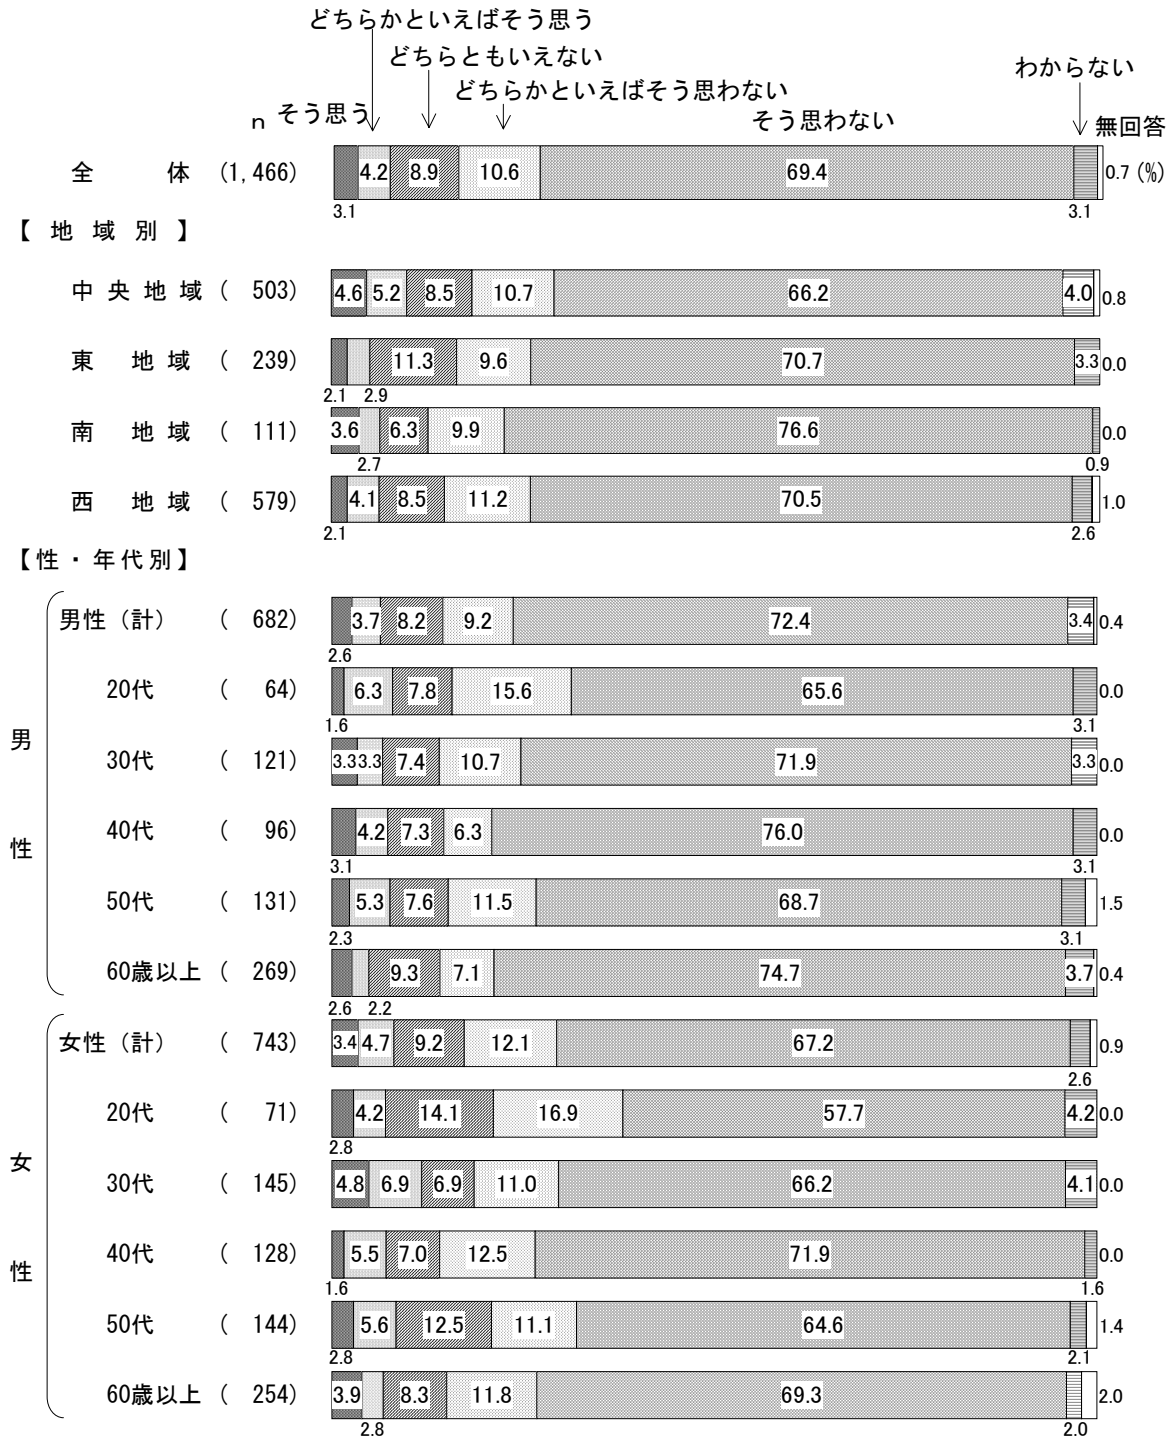 どちらかといえばそう思う
どちらともいえない
どちらかといえばそう思わない
わからない
n そう思う そう思わない 無回答
全体 (1,466) 4.2 8.9 10.6 69.4 0.7 (%)
3.1 3.1
【地域別】
中央地域 ( 503) 4.6 5.2 8.5 10.7 66.2 4.0 0.8
東地域 ( 239) 11.3 9.6 70.7 3.3 0.0
2.1 2.9
南地域 ( 111) 3.6 6.3 9.9 76.6 0.0
2.7 0.9
西地域 ( 579) 4.1 8.5 11.2 70.5 1.0
2.1 2.6
【性・年代別】
男性（計） ( 682) 3.7 8.2 9.2 72.4 3.4 0.4
2.6
20代 ( 64) 6.3 7.8 15.6 65.6 0.0
1.6 3.1
男
30代 ( 121) 3.3 3.3 7.4 10.7 71.9 3.3 0.0
40代 ( 96) 4.2 7.3 6.3 76.0 0.0
性
3.1 3.1
50代 ( 131) 5.3 7.6 11.5 68.7 1.5
2.3 3.1
60歳以上 ( 269) 9.3 7.1 74.7 3.7 0.4
2.6 2.2
女性（計） ( 743) 3.4 4.7 9.2 12.1 67.2 0.9
2.6
20代 ( 71) 4.2 14.1 16.9 57.7 4.2 0.0
2.8
女
30代 ( 145) 4.8 6.9 6.9 11.0 66.2 4.1 0.0
40代 ( 128) 5.5 7.0 12.5 71.9 0.0
性
1.6 1.6
50代 ( 144) 5.6 12.5 11.1 64.6 1.4
2.8 2.1
60歳以上 ( 254) 3.9 8.3 11.8 69.3 2.0
2.8 2.0